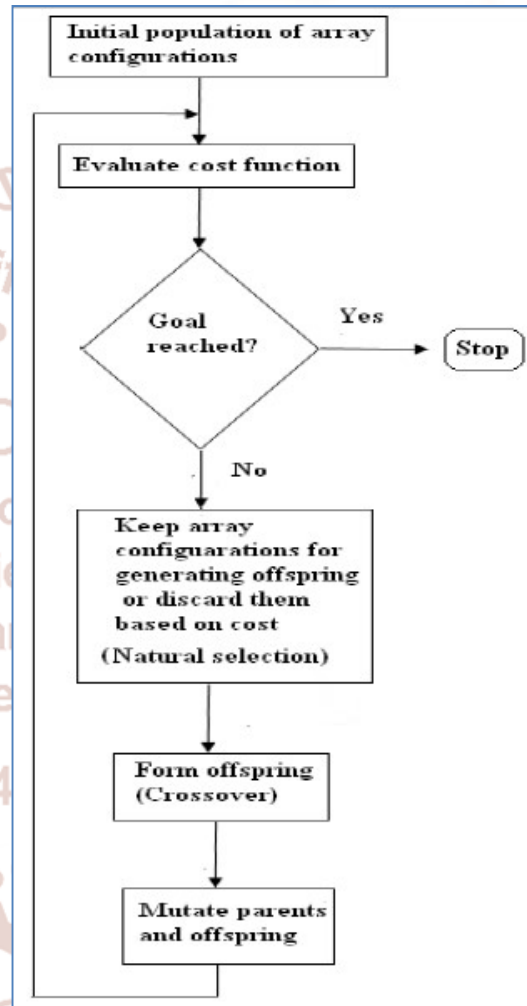 Initial population of array
configurations
Evaluate cost function
Goal
reached?
Yes
Stop
No
Keep array
configuarations for
generating offspring
or discard them
based on cost
(Natural selection)
Form offspring
(Crossover)
Mutate parents
and offspring